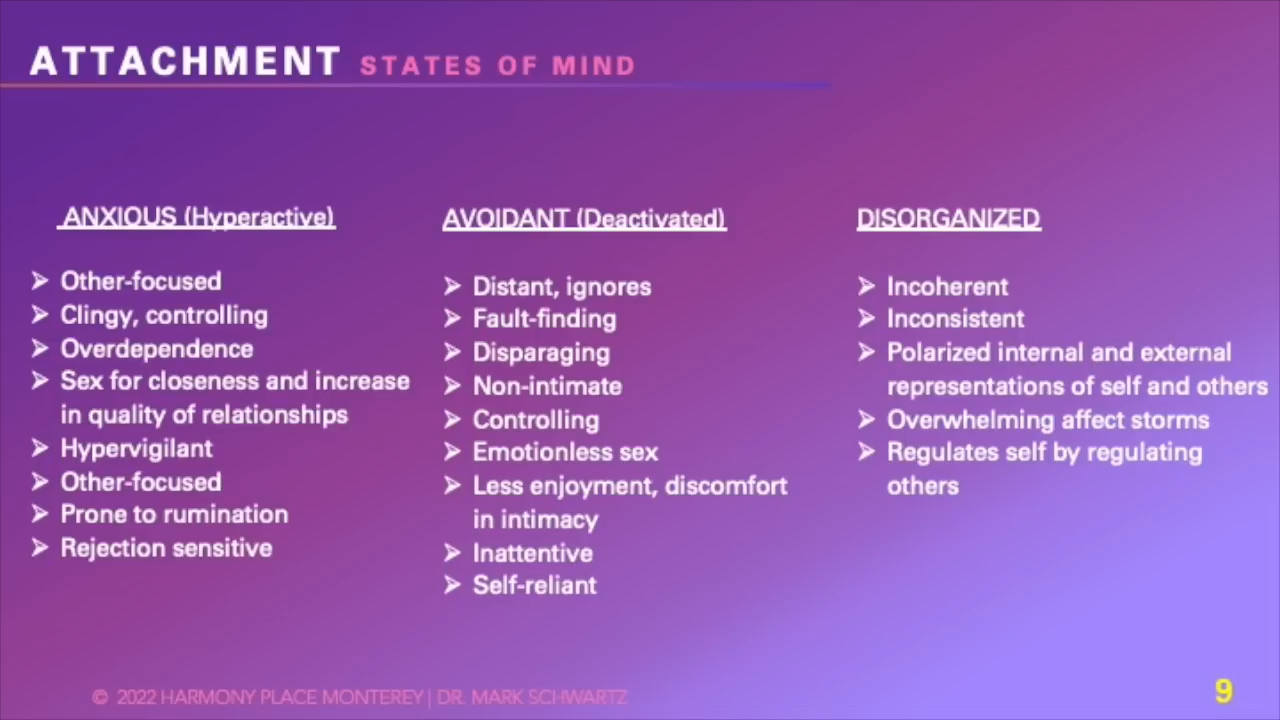 ATTACHMENT STATES OF MIND
ANXIOUS (Hyperactive)
➢ Other-focused
➢ Clingy, controlling
➢ Overdependence
➢ Sex for closeness and increase
in quality of relationships
➢ Hypervigilant
➢ Other-focused
➢ Prone to rumination
➢ Rejection sensitive
AVOIDANT (Deactivated)
➢ Distant, ignores
➢ Fault-finding
➢ Disparaging
➢ Non-intimate
➢ Controlling
➢ Emotionless sex
➢ Less enjoyment, discomfort
in intimacy
➢ Inattentive
➢ Self-reliant
DISORGANIZED
➢ Incoherent
➢ Inconsistent
➢ Polarized internal and external
representations of self and others
➢ Overwhelming affect storms
➢ Regulates self by regulating
others
© 2022 HARMONY PLACE MONTEREY | DR. MARK SCHWARTZ
9